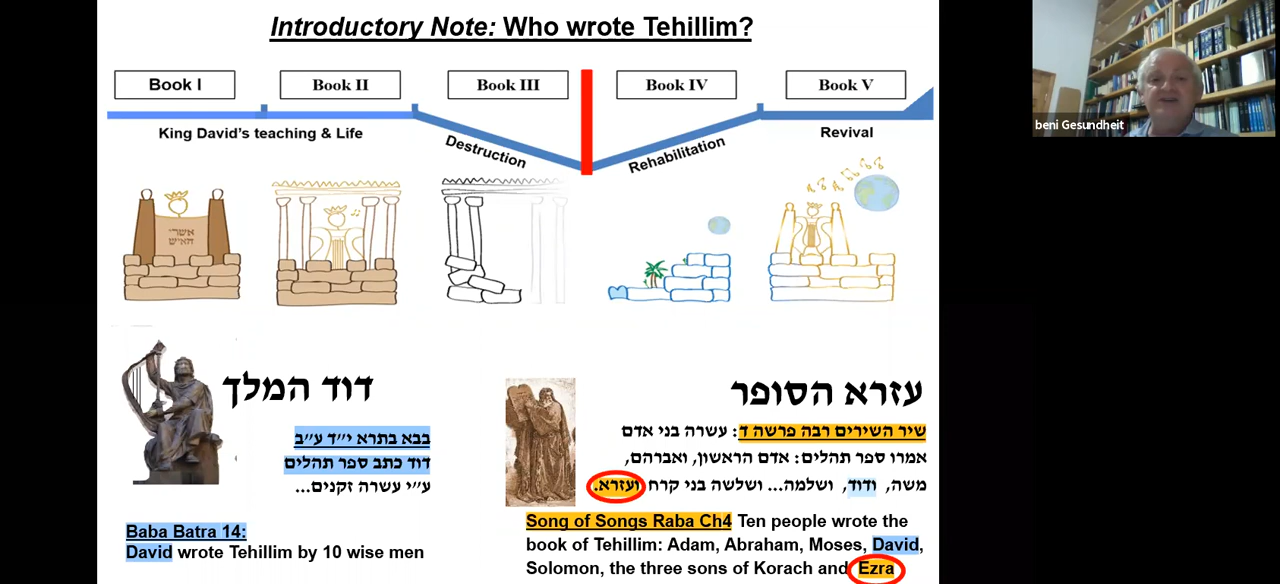 Introductory Note: Who wrote Tehillim?
Book I
Book II
Book III
Book IV
Book V
King David's teaching & Life
Destruction
Rehabilitation
Revival
אשרי
האיש
דוד המלך
בבא בתרא י״ד ע״ב
דוד כתב ספר תהלים
ע״י עשרה זקנים...
Baba Batra 14:
David wrote Tehillim by 10 wise men
עזרא הסופר
שיר השירים רבה פרשה ד: עשרה בני אדם
אמרו ספר תהלים: אדם הראשון, ואברהם,
משה, ודוד, ושלמה... ושלשה בני קרח ועזרא.
Song of Songs Raba Ch4 Ten people wrote the
book of Tehillim: Adam, Abraham, Moses, David,
Solomon, the three sons of Korach and Ezra
beni Gesundheit